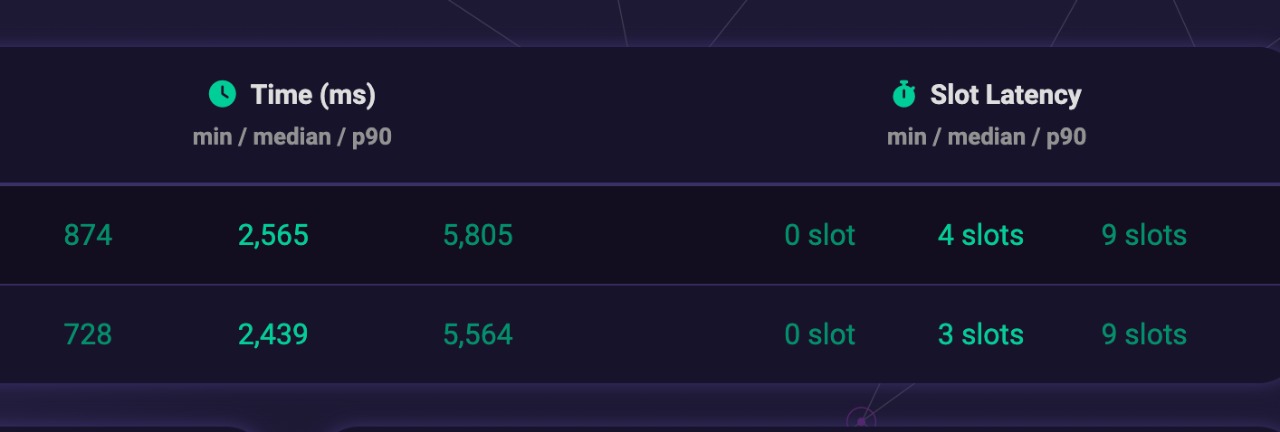 Time (ms) Slot Latency
min / median / p90 min / median / p90
874 2,565 5,805 0 slot 4 slots 9 slots
728 2,439 5,564 0 slot 3 slots 9 slots